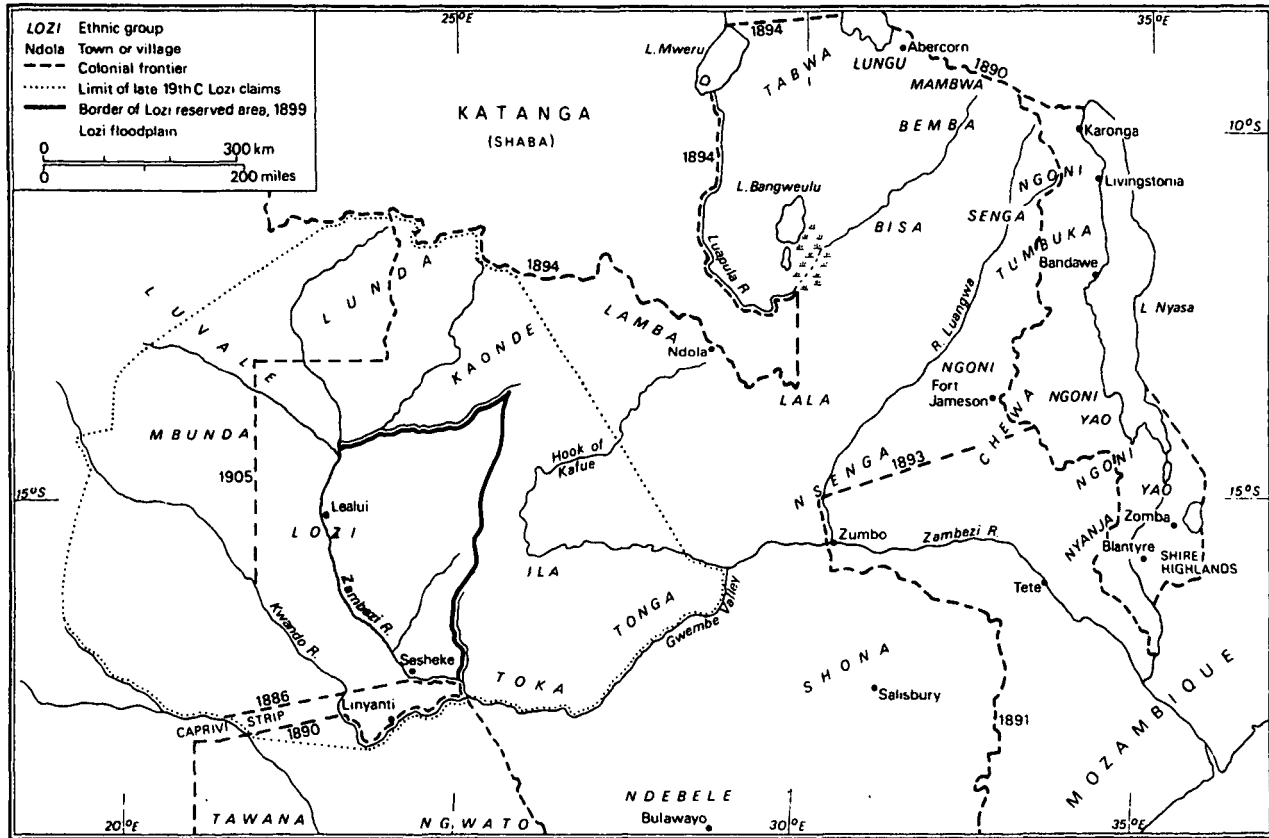 LOZI Ethnic group
Ndola Town or village
Colonial frontier
Limit of late 19th C Lozi claims
Border of Lozi reserved area, 1899
Lozi floodplain
0 300 km
0 200 miles
25°E
35°E
1894
L. Mweru
Abercorn
LUNGU
1890
TABWA
MAMBWA
KATANGA
(SHABA)
BEMBA
Karonga
10°S
1894
NGONI
Livingstonia
L. Bangweulu
SENGA
BISA
TUMBUKA
Bandawe
LUNDA
Luapula R
1894
LUVALE
R. Luangwa
L. Nyasa
LAMBA
KAONDE
Ndola
NGONI
Fort
Jameson
LALA
NGONI
CHEWA
YAO
MBUNDA
Hook of
Kafue
NSENGA
1893
NGONI
1905
15°S
YAO
15°S
Lealui
Zomba
LOZI
Zumbo
Zambezi R.
NYANJA
Blantyre
SHIRE
HIGHLANDS
ILA
Tete
Zambezi R.
Kwando R.
TONGA
Gwembe Valley
Sesheke
SHONA
TOKA
1886
Salisbury
Linyanti
CAPRIVI STRIP
1890
1891
MOZAMBIQUE
NDEBELE
20°E
TAWANA
NGWATO
Bulawayo
30°E
35°E